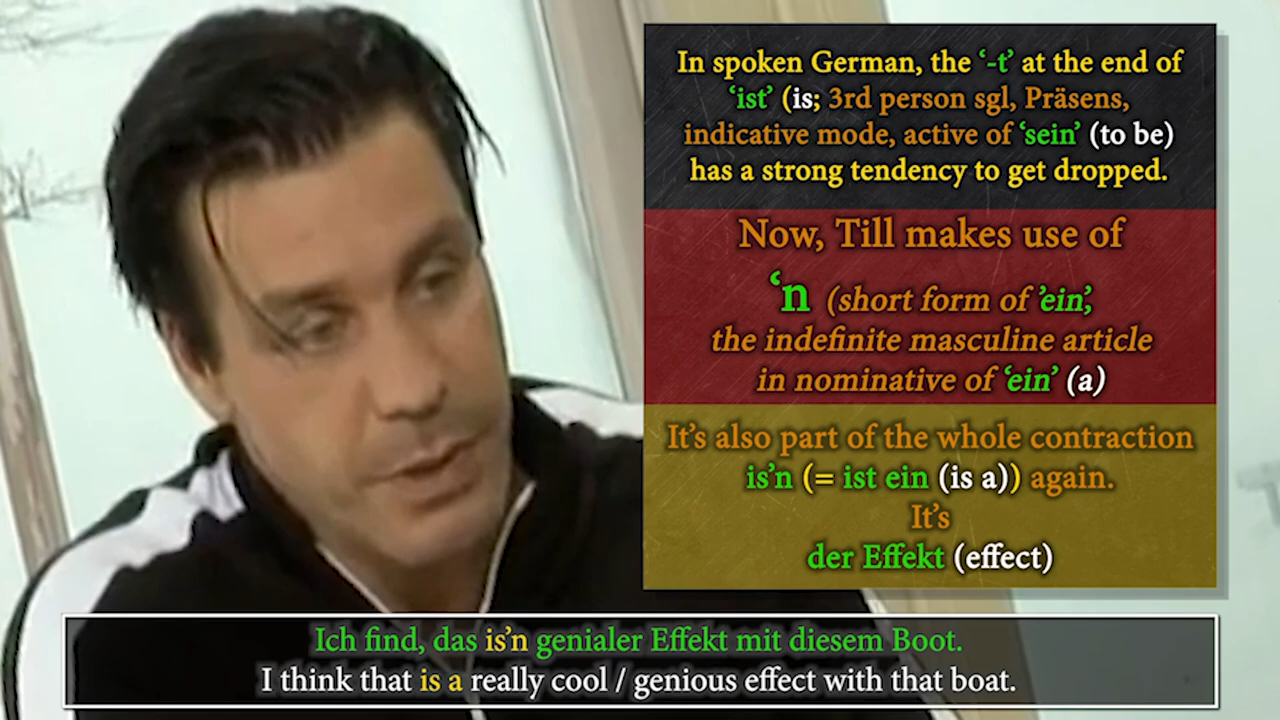 In spoken German, the ‘-t’ at the end of
‘ist’ (is; 3rd person sgl, Präsens,
indicative mode, active of ‘sein’ (to be)
has a strong tendency to get dropped.
Now, Till makes use of
‘n (short form of ’ein’,
the indefinite masculine article
in nominative of ‘ein’ (a)
It’s also part of the whole contraction
is’n (= ist ein (is a)) again.
It’s
der Effekt (effect)
Ich find, das is’n genialer Effekt mit diesem Boot.
I think that is a really cool / genious effect with that boat.